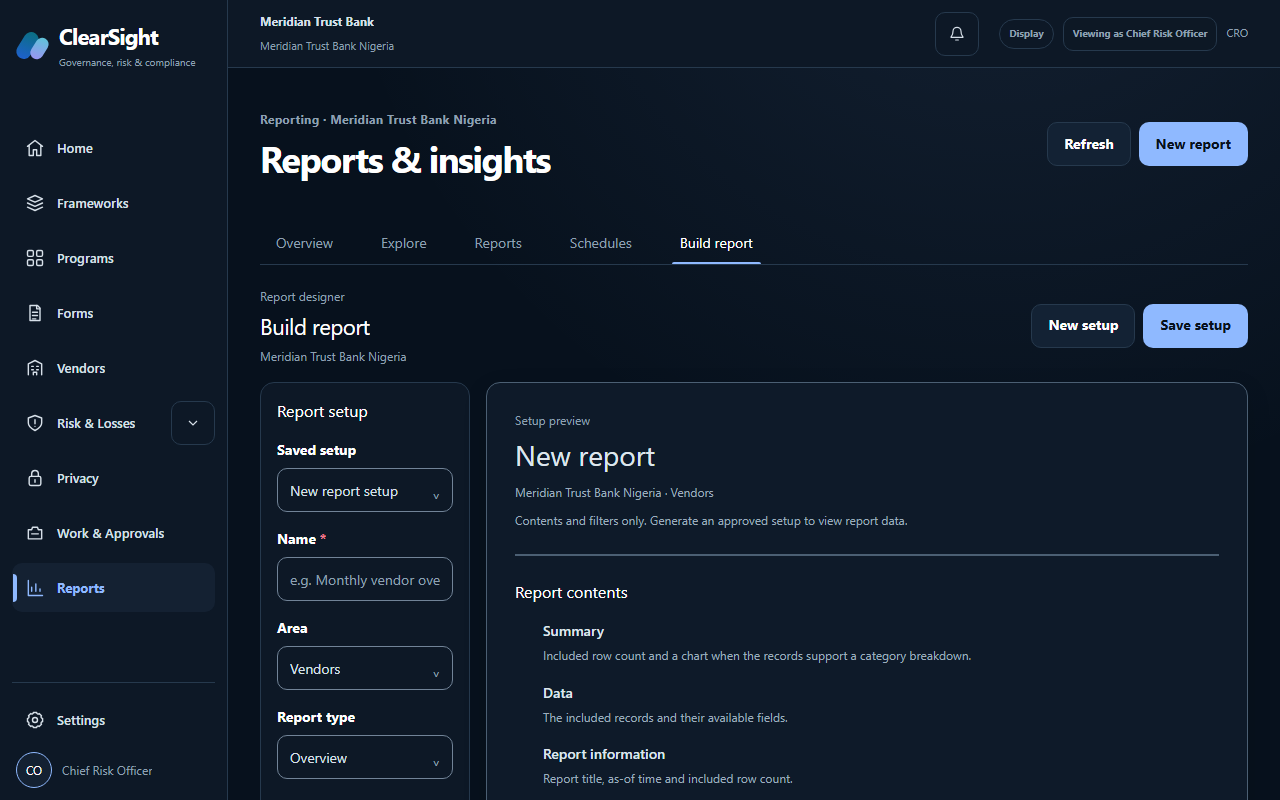 ClearSight
Governance, risk & compliance
Home
Frameworks
Programs
Forms
Vendors
Risk & Losses
Privacy
Work & Approvals
Reports
Settings
CO
Chief Risk Officer
Meridian Trust Bank
Meridian Trust Bank Nigeria
Display
Viewing as Chief Risk Officer
CRO
Reporting · Meridian Trust Bank Nigeria
Reports & insights
Refresh
New report
Overview
Explore
Reports
Schedules
Build report
Report designer
Build report
Meridian Trust Bank Nigeria
New setup
Save setup
Report setup
Saved setup
New report setup
Name *
e.g. Monthly vendor ove
Area
Vendors
Report type
Overview
Setup preview
New report
Meridian Trust Bank Nigeria · Vendors
Contents and filters only. Generate an approved setup to view report data.
Report contents
Summary
Included row count and a chart when the records support a category breakdown.
Data
The included records and their available fields.
Report information
Report title, as-of time and included row count.